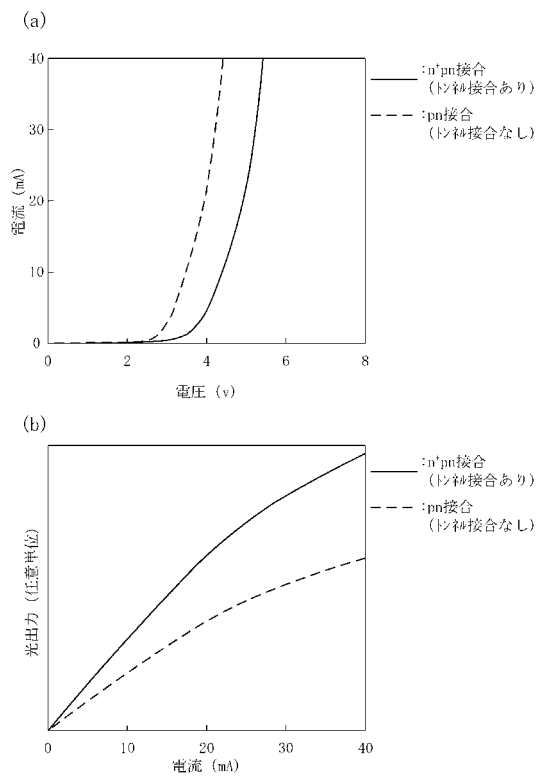 (a)
40
30
20
10
0
電流 (mA)
0 2 4 6 8
電圧 (v)
:n⁺pn接合
(ﾄﾝﾈﾙ接合あり)
:pn接合
(ﾄﾝﾈﾙ接合なし)
(b)
光出力 (任意単位)
0 10 20 30 40
電流 (mA)
:n⁺pn接合
(ﾄﾝﾈﾙ接合あり)
:pn接合
(ﾄﾝﾈﾙ接合なし)